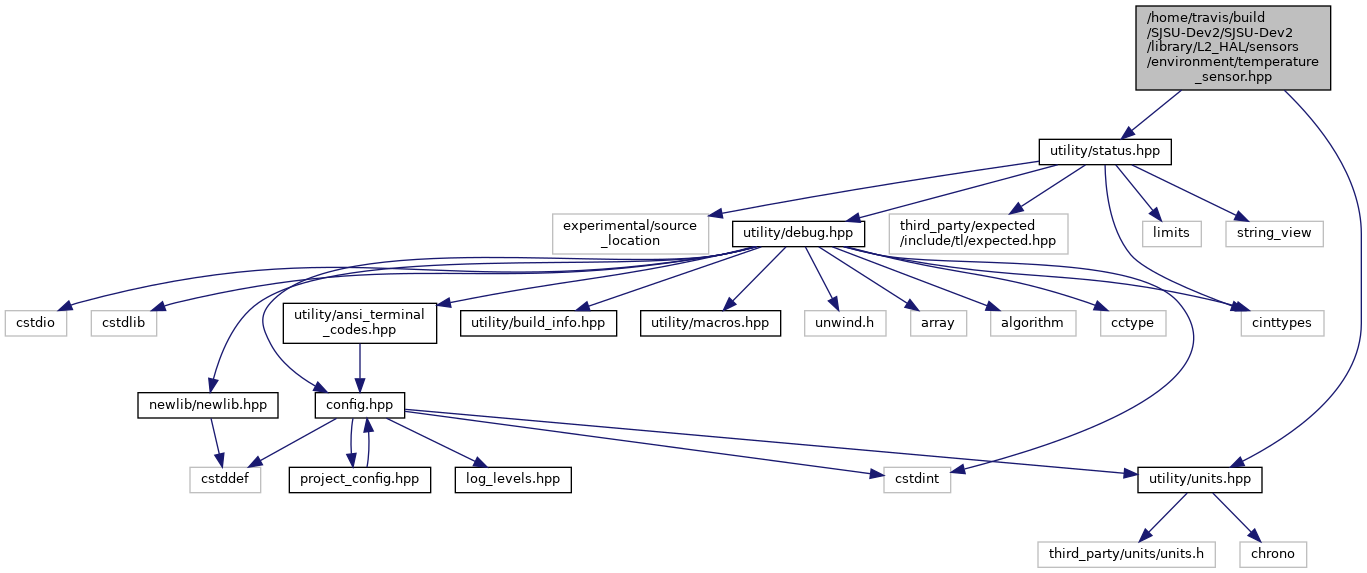 /home/travis/build
/SJSU-Dev2/SJSU-Dev2
/library/L2_HAL/sensors
/environment/temperature
_sensor.hpp
utility/status.hpp
experimental/source
_location
utility/debug.hpp
third_party/expected
/include/tl/expected.hpp
limits
string_view
cstdio
cstdlib
utility/ansi_terminal
_codes.hpp
utility/build_info.hpp
utility/macros.hpp
unwind.h
array
algorithm
cctype
cinttypes
newlib/newlib.hpp
config.hpp
cstddef
project_config.hpp
log_levels.hpp
cstdint
utility/units.hpp
third_party/units/units.h
chrono